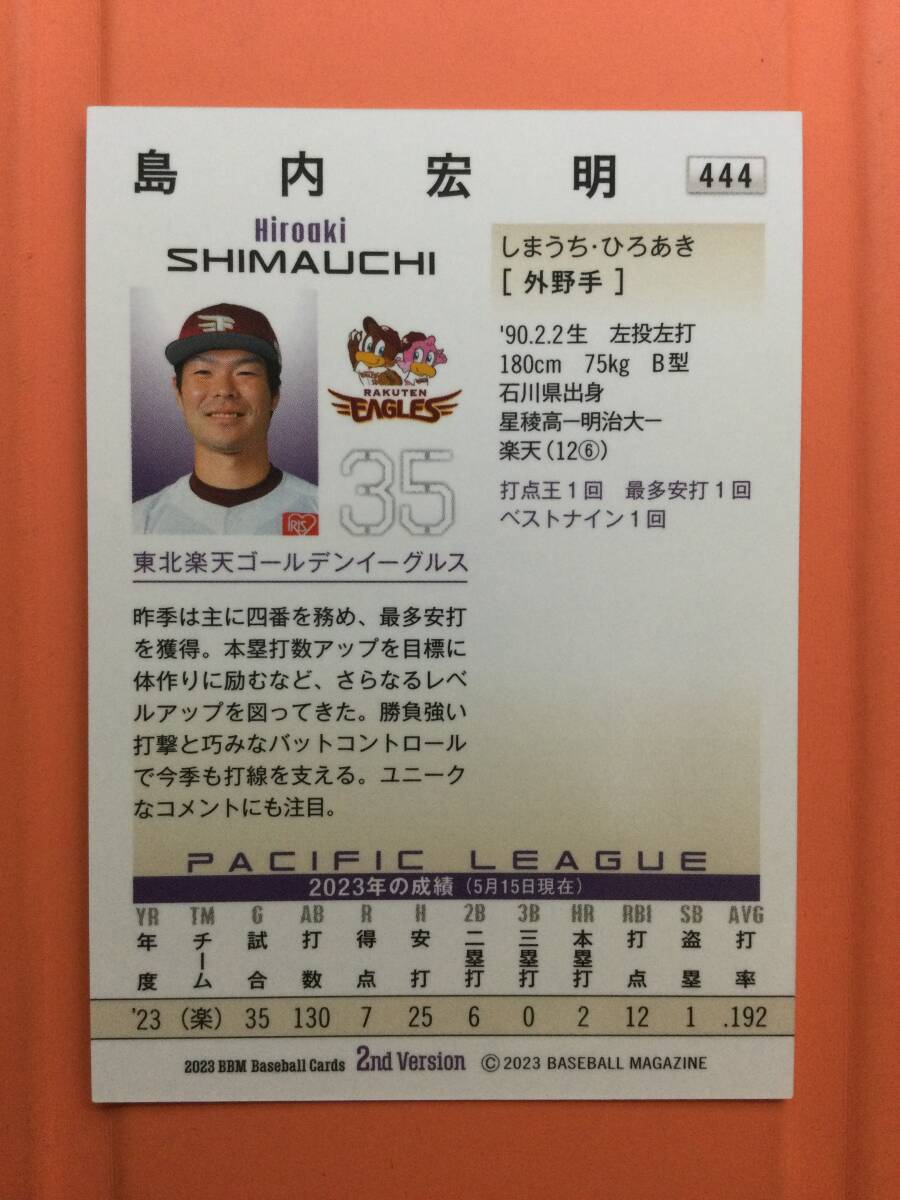 島内宏明 444
Hiroaki
SHIMAUCHI
しまうち・ひろあき
[ 外野手 ]
'90.2.2生 左投左打
180cm 75kg B型
石川県出身
星稜高ー明治大ー
楽天(12⑥)
打点王1回 最多安打1回
ベストナイン1回
RAKUTEN
EAGLES
35
IRIS
東北楽天ゴールデンイーグルス
昨季は主に四番を務め、最多安打
を獲得。本塁打数アップを目標に
体作りに励むなど、さらなるレベ
ルアップを図ってきた。勝負強い
打撃と巧みなバットコントロール
で今季も打線を支える。ユニーク
なコメントにも注目。
PACIFIC LEAGUE
2023年の成績(5月15日現在)
YR TM G AB R H 2B 3B HR RBI SB AVG
年度 チーム 試合 打数 得点 安打 二塁打 三塁打 本塁打 打点 盗塁 打率
'23 (楽) 35 130 7 25 6 0 2 12 1 .192
2023 BBM Baseball Cards 2nd Version © 2023 BASEBALL MAGAZINE